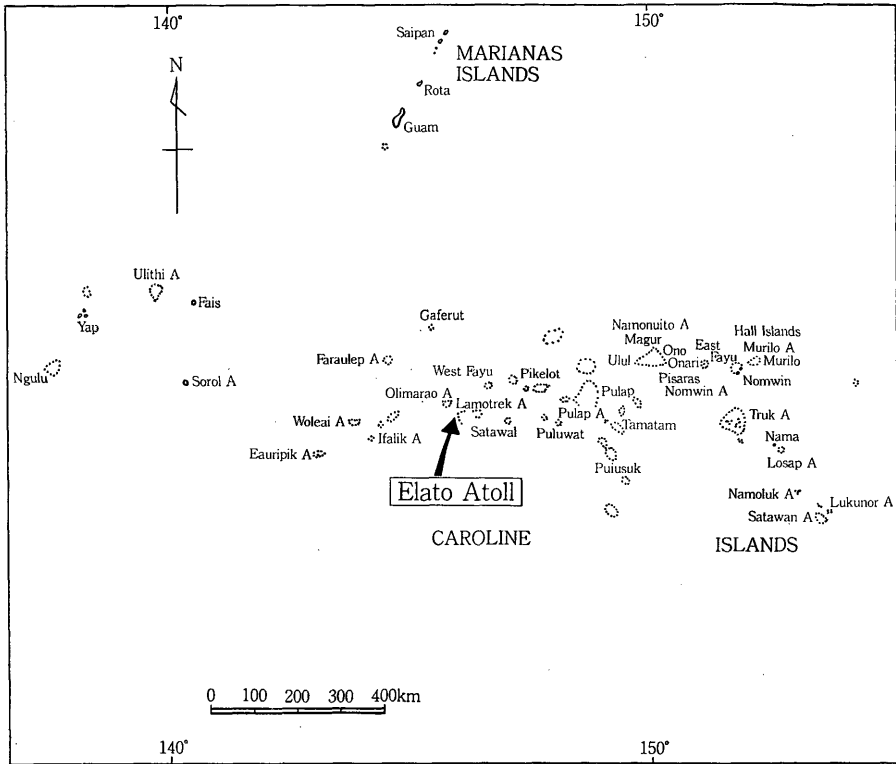 140°
150°
Saipan
MARIANAS
ISLANDS
N
Rota
Guam
Ulithi A
Fais
Yap
Gaferut
Namonuito A
Hall Islands
Magur
East
Murilo A
Ngulu
Faraulep A
Ulul
Ono
Onari
Fayu
Murilo
Sorol A
West Fayu
Pikelot
Pisaras
Nomwin
Olimarao A
Pulap
Nomwin A
Lamotrek A
Woleai A
Pulap A
Truk A
Ifalik A
Satawal
Puluwat
Tamatam
Nama
Eauripik A
Losap A
Puiusuk
Elato Atoll
Namoluk A
Lukunor A
Satawan A
CAROLINE
ISLANDS
0 100 200 300 400km
140°
150°